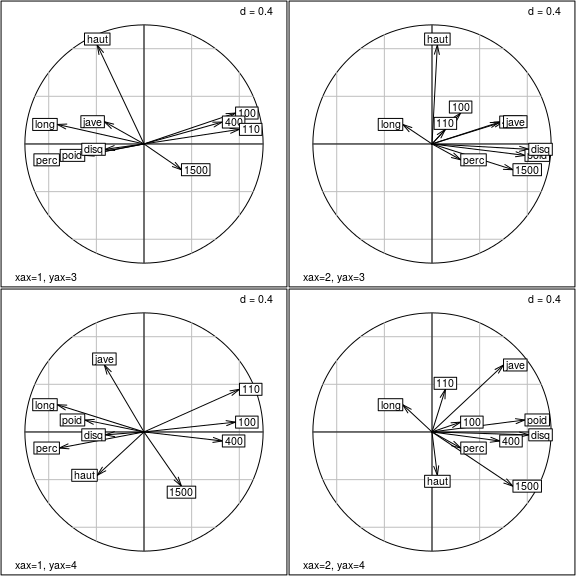 d = 0.4
haut
long
jave
100
400
110
disq
poid
perc
1500
xax=1, yax=3
d = 0.4
haut
100
110
jave
long
disq
poid
perc
1500
xax=2, yax=3
d = 0.4
jave
110
long
poid
100
disq
400
perc
haut
1500
xax=1, yax=4
d = 0.4
jave
110
long
100
poid
disq
400
perc
haut
1500
xax=2, yax=4